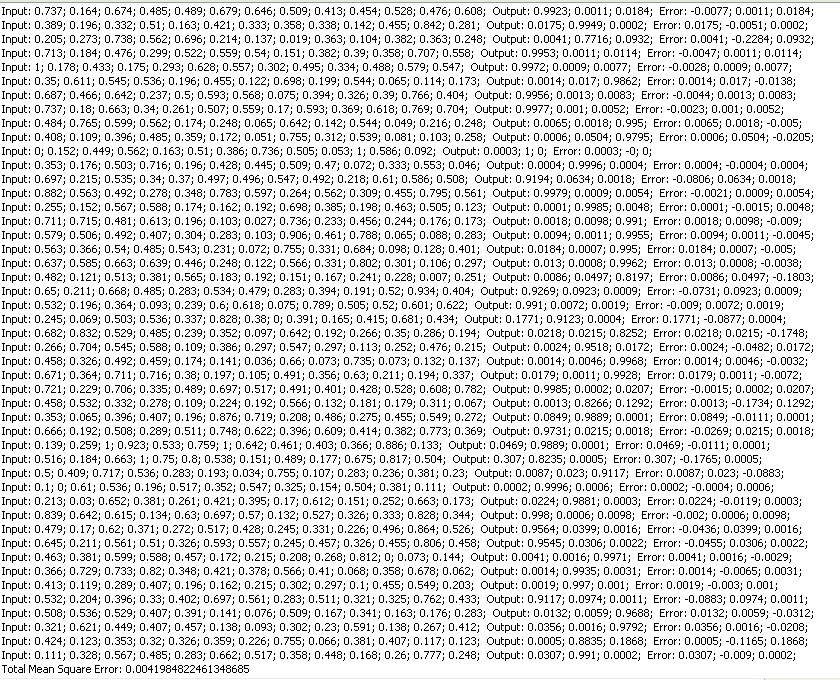 Input: 0.737; 0.164; 0.674; 0.485; 0.489; 0.679; 0.646; 0.509; 0.413; 0.454; 0.528; 0.476; 0.608; Output: 0.9923; 0.0011; 0.0184; Error: -0.0077; 0.0011; 0.0184;
Input: 0.389; 0.196; 0.332; 0.51; 0.163; 0.421; 0.333; 0.358; 0.338; 0.142; 0.455; 0.842; 0.281; Output: 0.0175; 0.9949; 0.0002; Error: 0.0175; -0.0051; 0.0002;
Input: 0.205; 0.273; 0.738; 0.562; 0.696; 0.214; 0.137; 0.019; 0.363; 0.104; 0.382; 0.363; 0.248; Output: 0.0041; 0.7716; 0.0932; Error: 0.0041; -0.2284; 0.0932;
Input: 0.713; 0.184; 0.476; 0.299; 0.522; 0.559; 0.54; 0.151; 0.382; 0.39; 0.358; 0.707; 0.558; Output: 0.9953; 0.0011; 0.0114; Error: -0.0047; 0.0011; 0.0114;
Input: 1; 0.178; 0.433; 0.175; 0.293; 0.628; 0.557; 0.302; 0.495; 0.334; 0.488; 0.579; 0.547; Output: 0.9972; 0.0009; 0.0077; Error: -0.0028; 0.0009; 0.0077;
Input: 0.35; 0.611; 0.545; 0.536; 0.196; 0.455; 0.122; 0.698; 0.199; 0.544; 0.065; 0.114; 0.173; Output: 0.0014; 0.017; 0.9862; Error: 0.0014; 0.017; -0.0138;
Input: 0.687; 0.466; 0.642; 0.237; 0.5; 0.593; 0.568; 0.075; 0.394; 0.326; 0.39; 0.766; 0.404; Output: 0.9956; 0.0013; 0.0083; Error: -0.0044; 0.0013; 0.0083;
Input: 0.737; 0.18; 0.663; 0.34; 0.261; 0.507; 0.559; 0.17; 0.593; 0.369; 0.618; 0.769; 0.704; Output: 0.9977; 0.001; 0.0052; Error: -0.0023; 0.001; 0.0052;
Input: 0.484; 0.765; 0.599; 0.562; 0.174; 0.248; 0.065; 0.642; 0.142; 0.544; 0.049; 0.216; 0.248; Output: 0.0065; 0.0018; 0.995; Error: 0.0065; 0.0018; -0.005;
Input: 0.408; 0.109; 0.396; 0.485; 0.359; 0.172; 0.051; 0.755; 0.312; 0.539; 0.081; 0.103; 0.258; Output: 0.0006; 0.0504; 0.9795; Error: 0.0006; 0.0504; -0.0205;
Input: 0; 0.152; 0.449; 0.562; 0.163; 0.51; 0.386; 0.736; 0.505; 0.053; 1; 0.586; 0.092; Output: 0.0003; 1; 0; Error: 0.0003; -0; 0;
Input: 0.353; 0.176; 0.503; 0.716; 0.196; 0.428; 0.445; 0.509; 0.47; 0.072; 0.333; 0.553; 0.046; Output: 0.0004; 0.9996; 0.0004; Error: 0.0004; -0.0004; 0.0004;
Input: 0.697; 0.215; 0.535; 0.34; 0.37; 0.497; 0.496; 0.547; 0.492; 0.218; 0.61; 0.586; 0.508; Output: 0.9194; 0.0634; 0.0018; Error: -0.0806; 0.0634; 0.0018;
Input: 0.882; 0.563; 0.492; 0.278; 0.348; 0.783; 0.597; 0.264; 0.562; 0.309; 0.455; 0.795; 0.561; Output: 0.9979; 0.0009; 0.0054; Error: -0.0021; 0.0009; 0.0054;
Input: 0.255; 0.152; 0.567; 0.588; 0.174; 0.162; 0.192; 0.698; 0.385; 0.198; 0.463; 0.505; 0.123; Output: 0.0001; 0.9985; 0.0048; Error: 0.0001; -0.0015; 0.0048;
Input: 0.711; 0.715; 0.481; 0.613; 0.196; 0.103; 0.027; 0.736; 0.233; 0.456; 0.244; 0.176; 0.173; Output: 0.0018; 0.0098; 0.991; Error: 0.0018; 0.0098; -0.009;
Input: 0.579; 0.506; 0.492; 0.407; 0.304; 0.283; 0.103; 0.906; 0.461; 0.788; 0.065; 0.088; 0.283; Output: 0.0094; 0.0011; 0.9955; Error: 0.0094; 0.0011; -0.0045;
Input: 0.563; 0.366; 0.54; 0.485; 0.543; 0.231; 0.072; 0.755; 0.331; 0.684; 0.098; 0.128; 0.401; Output: 0.0184; 0.0007; 0.995; Error: 0.0184; 0.0007; -0.005;
Input: 0.637; 0.585; 0.663; 0.639; 0.446; 0.248; 0.122; 0.566; 0.331; 0.802; 0.301; 0.106; 0.297; Output: 0.013; 0.0008; 0.9962; Error: 0.013; 0.0008; -0.0038;
Input: 0.482; 0.121; 0.513; 0.381; 0.565; 0.183; 0.192; 0.151; 0.167; 0.241; 0.228; 0.007; 0.251; Output: 0.0086; 0.0497; 0.8197; Error: 0.0086; 0.0497; -0.1803;
Input: 0.65; 0.211; 0.668; 0.485; 0.283; 0.534; 0.479; 0.283; 0.394; 0.191; 0.52; 0.934; 0.404; Output: 0.9269; 0.0923; 0.0009; Error: -0.0731; 0.0923; 0.0009;
Input: 0.532; 0.196; 0.364; 0.093; 0.239; 0.6; 0.618; 0.075; 0.789; 0.505; 0.52; 0.601; 0.622; Output: 0.991; 0.0072; 0.0019; Error: -0.009; 0.0072; 0.0019;
Input: 0.245; 0.069; 0.503; 0.536; 0.337; 0.828; 0.38; 0; 0.391; 0.165; 0.415; 0.681; 0.434; Output: 0.1771; 0.9123; 0.0004; Error: 0.1771; -0.0877; 0.0004;
Input: 0.682; 0.832; 0.529; 0.485; 0.239; 0.352; 0.097; 0.642; 0.192; 0.266; 0.35; 0.286; 0.194; Output: 0.0218; 0.0215; 0.8252; Error: 0.0218; 0.0215; -0.1748;
Input: 0.266; 0.704; 0.545; 0.588; 0.109; 0.386; 0.297; 0.547; 0.297; 0.113; 0.252; 0.476; 0.215; Output: 0.0024; 0.9518; 0.0172; Error: 0.0024; -0.0482; 0.0172;
Input: 0.458; 0.326; 0.492; 0.459; 0.174; 0.141; 0.036; 0.66; 0.073; 0.735; 0.073; 0.132; 0.137; Output: 0.0014; 0.0046; 0.9968; Error: 0.0014; 0.0046; -0.0032;
Input: 0.671; 0.364; 0.711; 0.716; 0.38; 0.197; 0.105; 0.491; 0.356; 0.63; 0.211; 0.194; 0.337; Output: 0.0179; 0.0011; 0.9928; Error: 0.0179; 0.0011; -0.0072;
Input: 0.721; 0.229; 0.706; 0.335; 0.489; 0.697; 0.517; 0.491; 0.401; 0.428; 0.528; 0.608; 0.782; Output: 0.9985; 0.0002; 0.0207; Error: -0.0015; 0.0002; 0.0207;
Input: 0.458; 0.532; 0.332; 0.278; 0.109; 0.224; 0.192; 0.566; 0.132; 0.181; 0.179; 0.311; 0.067; Output: 0.0013; 0.8266; 0.1292; Error: 0.0013; -0.1734; 0.1292;
Input: 0.353; 0.065; 0.396; 0.407; 0.196; 0.876; 0.719; 0.208; 0.486; 0.275; 0.455; 0.549; 0.272; Output: 0.0849; 0.9889; 0.0001; Error: 0.0849; -0.0111; 0.0001;
Input: 0.666; 0.192; 0.508; 0.289; 0.511; 0.748; 0.622; 0.396; 0.609; 0.414; 0.382; 0.773; 0.369; Output: 0.9731; 0.0215; 0.0018; Error: -0.0269; 0.0215; 0.0018;
Input: 0.139; 0.259; 1; 0.923; 0.533; 0.759; 1; 0.642; 0.461; 0.403; 0.366; 0.886; 0.133; Output: 0.0469; 0.9889; 0.0001; Error: 0.0469; -0.0111; 0.0001;
Input: 0.516; 0.184; 0.663; 1; 0.75; 0.8; 0.538; 0.151; 0.489; 0.177; 0.675; 0.817; 0.504; Output: 0.307; 0.8235; 0.0005; Error: 0.307; -0.1765; 0.0005;
Input: 0.5; 0.409; 0.717; 0.536; 0.283; 0.193; 0.034; 0.755; 0.107; 0.283; 0.236; 0.381; 0.23; Output: 0.0087; 0.023; 0.9117; Error: 0.0087; 0.023; -0.0883;
Input: 0.1; 0; 0.61; 0.536; 0.196; 0.517; 0.352; 0.547; 0.325; 0.154; 0.504; 0.381; 0.111; Output: 0.0002; 0.9996; 0.0006; Error: 0.0002; -0.0004; 0.0006;
Input: 0.213; 0.03; 0.652; 0.381; 0.261; 0.421; 0.395; 0.17; 0.612; 0.151; 0.252; 0.663; 0.173; Output: 0.0224; 0.9881; 0.0003; Error: 0.0224; -0.0119; 0.0003;
Input: 0.839; 0.642; 0.615; 0.134; 0.63; 0.697; 0.57; 0.132; 0.527; 0.326; 0.333; 0.828; 0.344; Output: 0.998; 0.0006; 0.0098; Error: -0.002; 0.0006; 0.0098;
Input: 0.479; 0.17; 0.62; 0.371; 0.272; 0.517; 0.428; 0.245; 0.331; 0.226; 0.496; 0.864; 0.526; Output: 0.9564; 0.0399; 0.0016; Error: -0.0436; 0.0399; 0.0016;
Input: 0.645; 0.211; 0.561; 0.51; 0.326; 0.593; 0.557; 0.245; 0.457; 0.326; 0.455; 0.806; 0.458; Output: 0.9545; 0.0306; 0.0022; Error: -0.0455; 0.0306; 0.0022;
Input: 0.463; 0.381; 0.599; 0.588; 0.457; 0.172; 0.215; 0.208; 0.268; 0.812; 0; 0.073; 0.144; Output: 0.0041; 0.0016; 0.9971; Error: 0.0041; 0.0016; -0.0029;
Input: 0.366; 0.729; 0.733; 0.82; 0.348; 0.421; 0.378; 0.566; 0.41; 0.068; 0.358; 0.678; 0.062; Output: 0.0014; 0.9935; 0.0031; Error: 0.0014; -0.0065; 0.0031;
Input: 0.413; 0.119; 0.289; 0.407; 0.196; 0.162; 0.215; 0.302; 0.297; 0.1; 0.455; 0.549; 0.203; Output: 0.0019; 0.997; 0.001; Error: 0.0019; -0.003; 0.001;
Input: 0.532; 0.204; 0.396; 0.33; 0.402; 0.697; 0.561; 0.283; 0.511; 0.321; 0.325; 0.762; 0.433; Output: 0.9117; 0.0974; 0.0011; Error: -0.0883; 0.0974; 0.0011;
Input: 0.508; 0.536; 0.529; 0.407; 0.391; 0.141; 0.076; 0.509; 0.167; 0.341; 0.163; 0.176; 0.283; Output: 0.0132; 0.0059; 0.9688; Error: 0.0132; 0.0059; -0.0312;
Input: 0.321; 0.621; 0.449; 0.407; 0.457; 0.138; 0.093; 0.302; 0.23; 0.591; 0.138; 0.267; 0.412; Output: 0.0356; 0.0016; 0.9792; Error: 0.0356; 0.0016; -0.0208;
Input: 0.424; 0.123; 0.353; 0.32; 0.326; 0.359; 0.226; 0.755; 0.066; 0.381; 0.407; 0.117; 0.123; Output: 0.0005; 0.8835; 0.1868; Error: 0.0005; -0.1165; 0.1868;
Input: 0.111; 0.328; 0.567; 0.485; 0.283; 0.662; 0.517; 0.358; 0.448; 0.168; 0.26; 0.777; 0.248; Output: 0.0307; 0.991; 0.0002; Error: 0.0307; -0.009; 0.0002;
Total Mean Square Error: 0.0041984822461348685